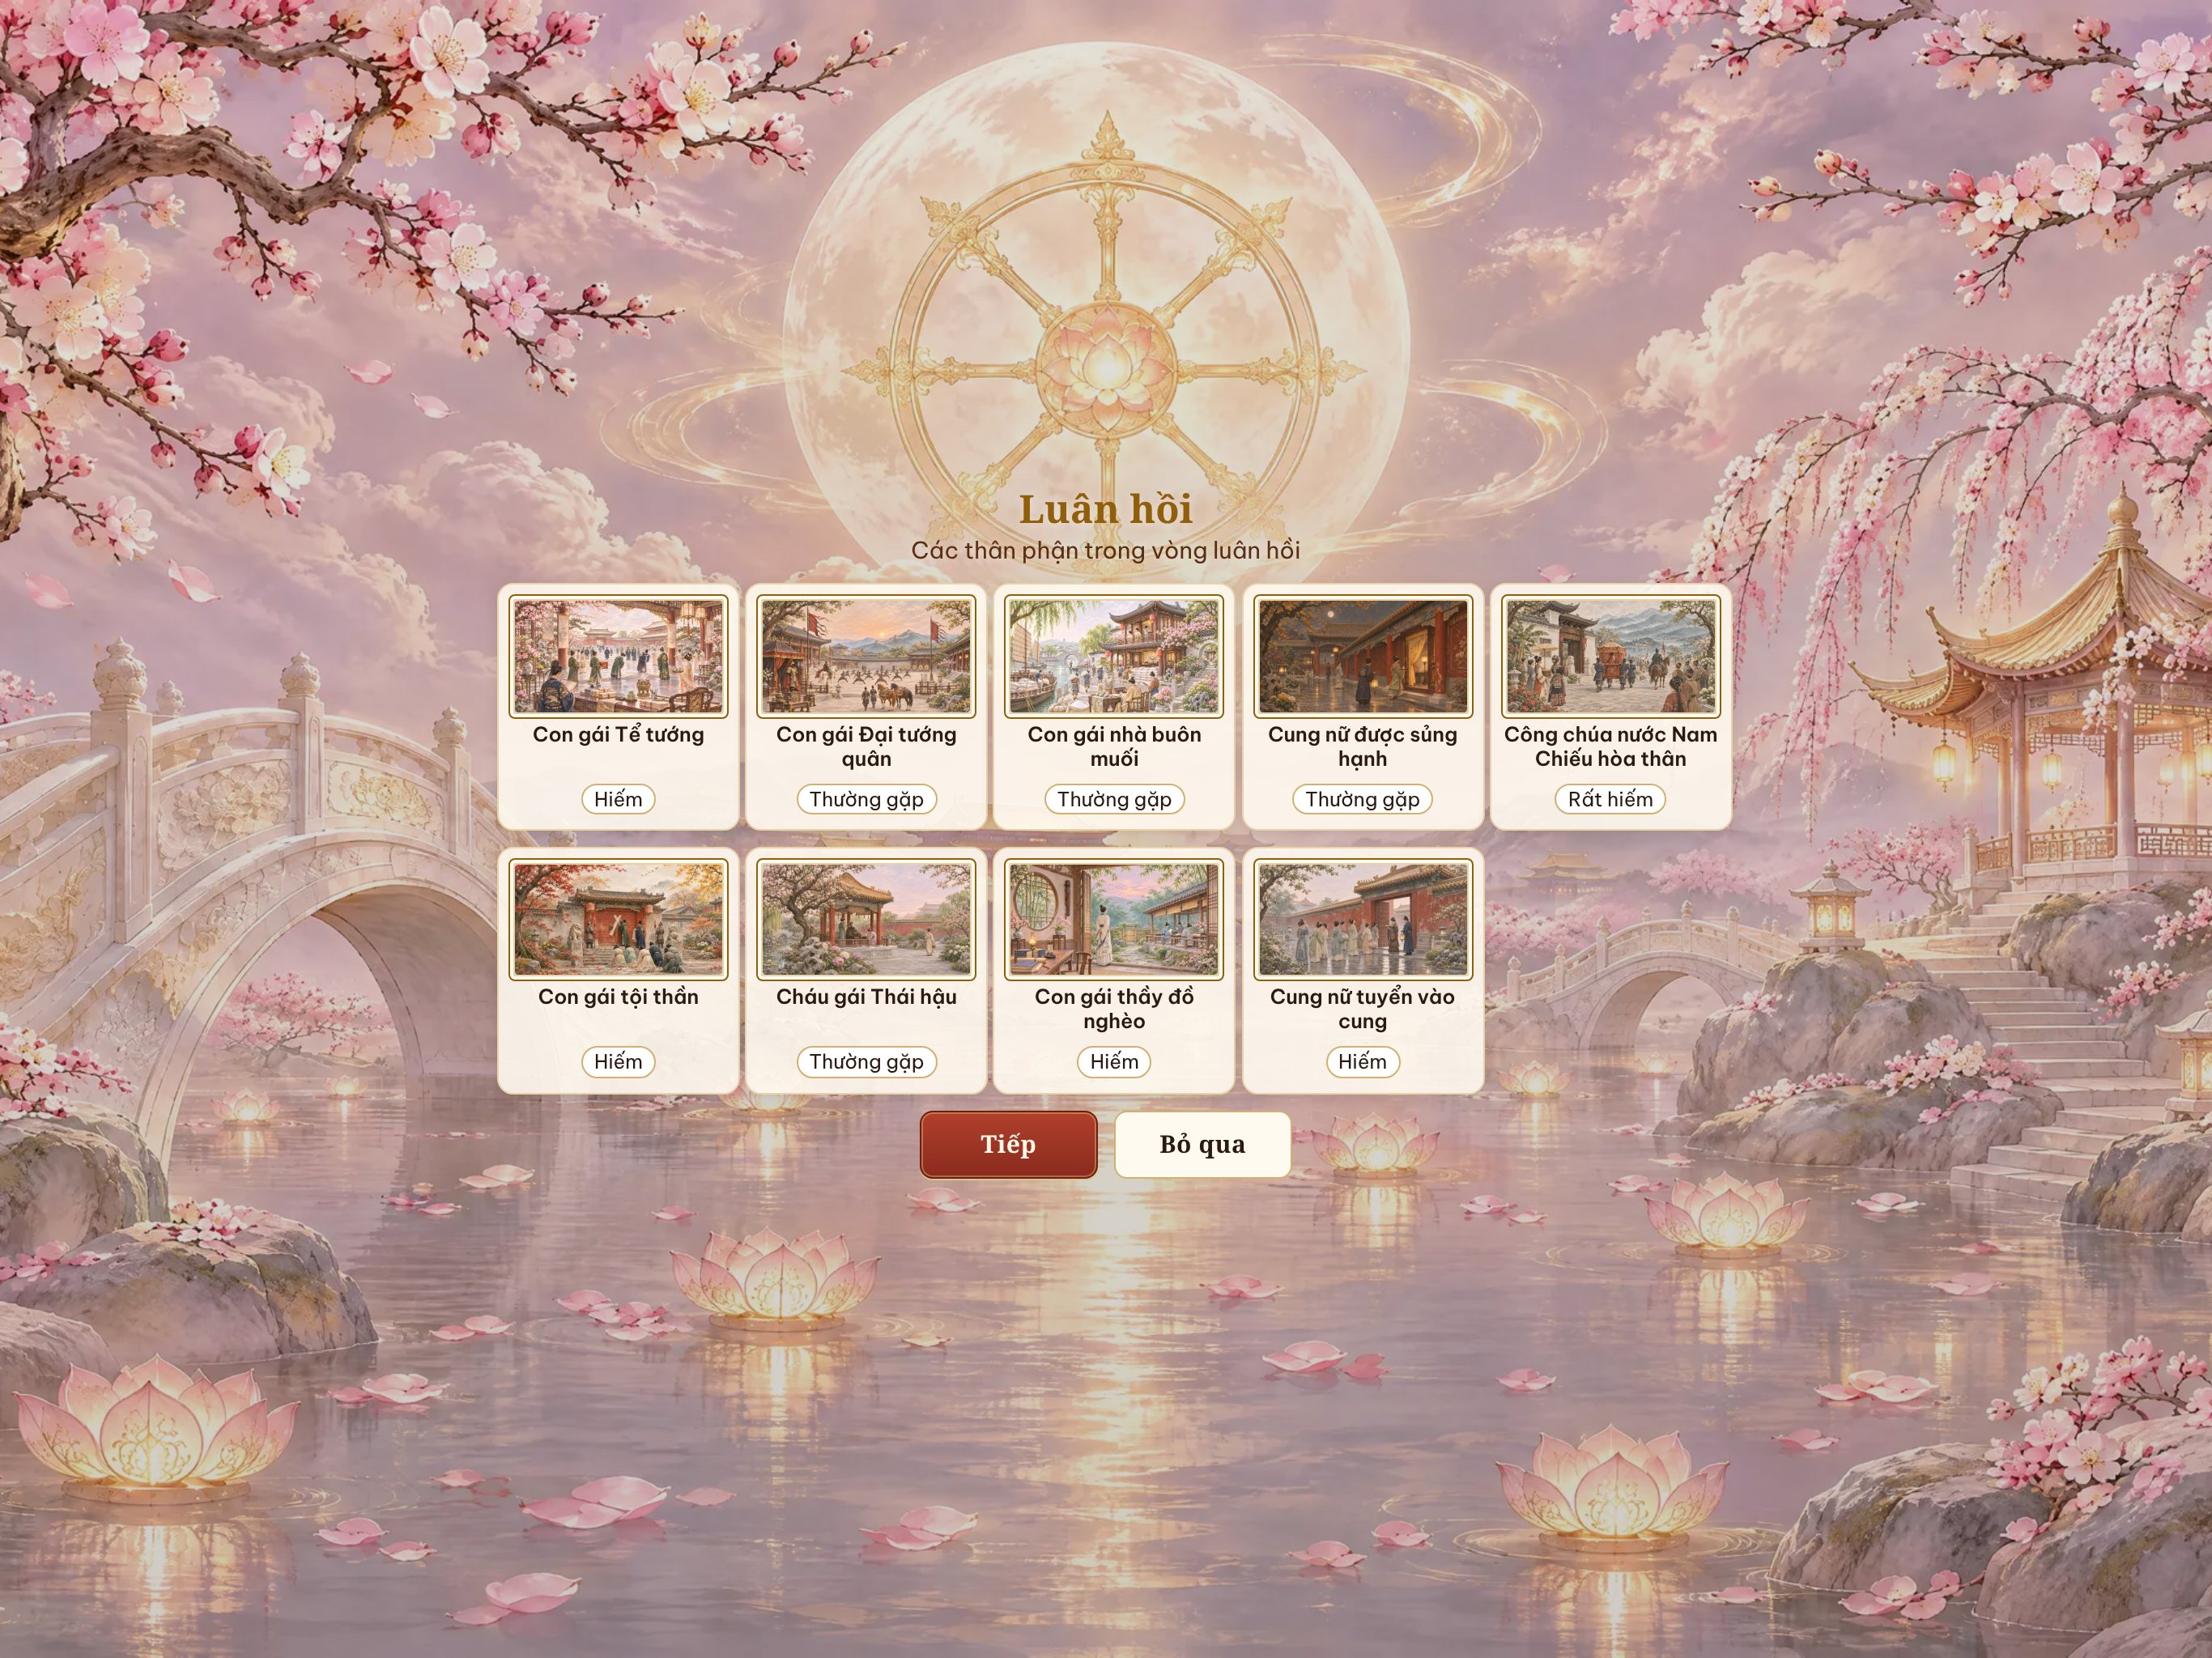 Luân hồi
Các thân phận trong vòng luân hồi
Con gái Tể tướng
Hiếm
Con gái Đại tướng
quân
Thường gặp
Con gái nhà buôn
muối
Thường gặp
Cung nữ được sủng
hạnh
Thường gặp
Công chúa nước Nam
Chiếu hòa thân
Rất hiếm
Con gái tội thần
Hiếm
Cháu gái Thái hậu
Thường gặp
Con gái thầy đồ
nghèo
Hiếm
Cung nữ tuyển vào
cung
Hiếm
Tiếp
Bỏ qua